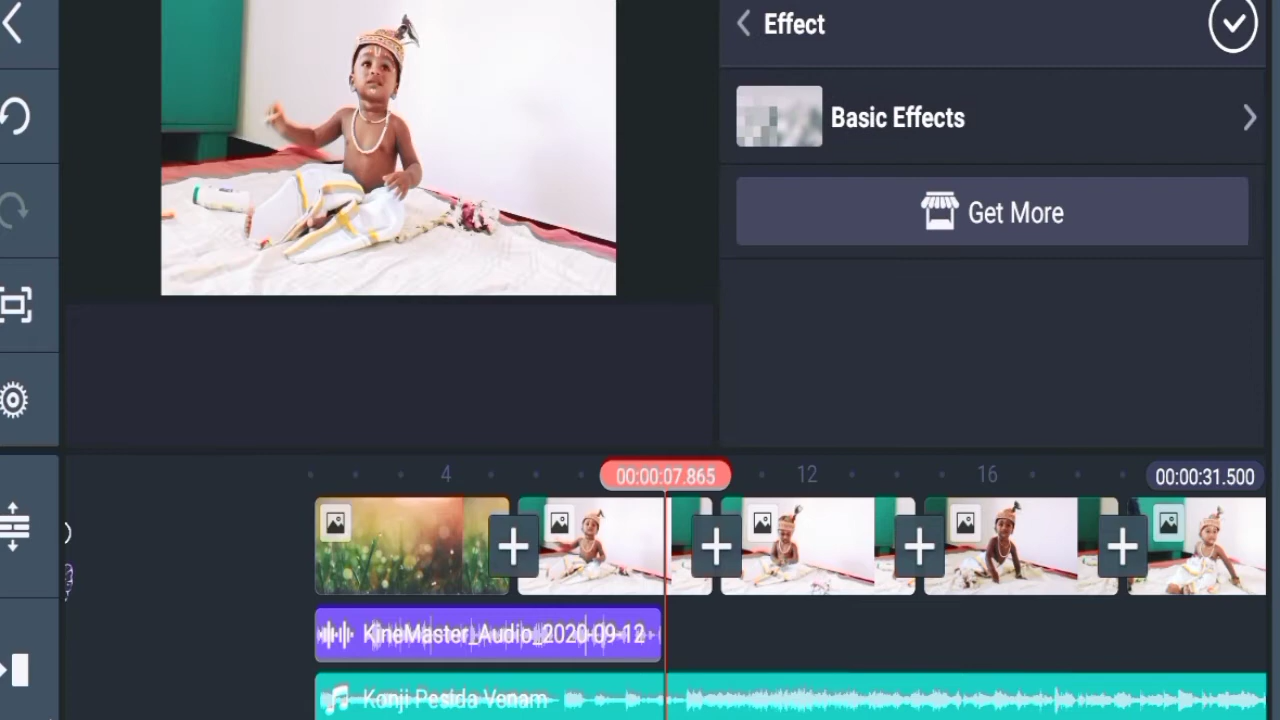 Effect
Basic Effects
Get More
4
00:00:07.865
12
16
00:00:31.500
KineMaster_Audio_2020-09-12
Konji Pesida Venam